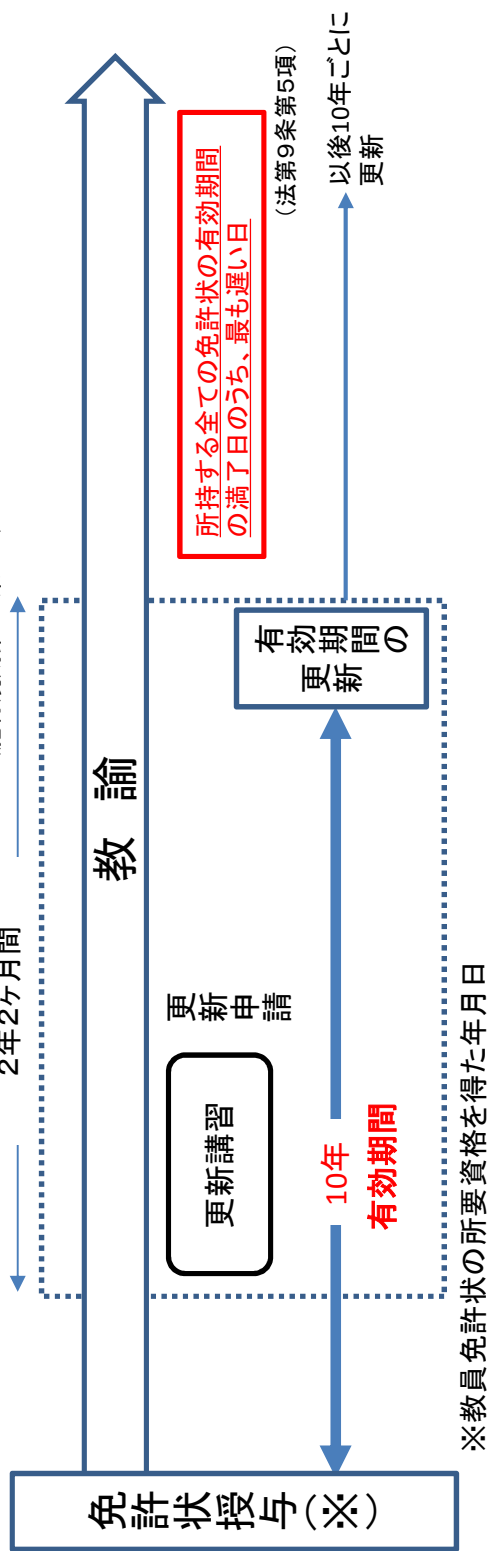 2年2ヶ月間
免許状授与(※)
教 諭
更新講習
更新申請
10年
有効期間
有効期間の
更新
所持する全ての免許状の有効期間
の満了日のうち、最も遅い日
(法第9条第5項)
以後10年ごとに
更新
※教員免許状の所要資格を得た年月日